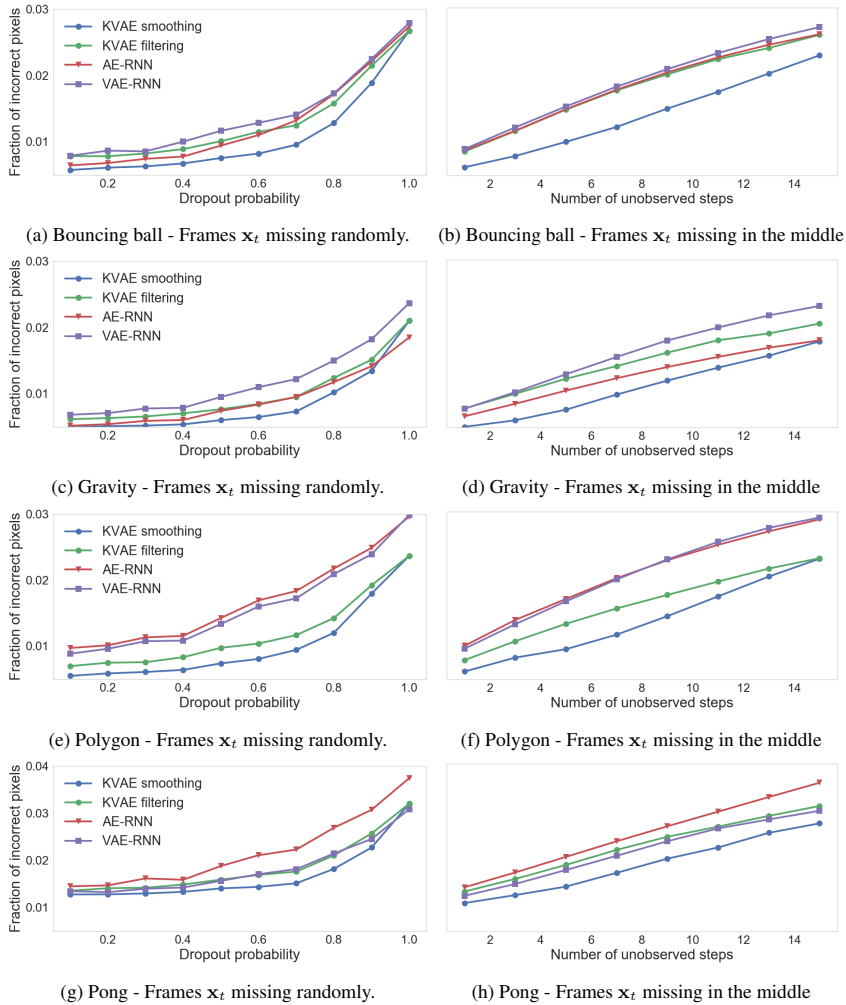 0.03
0.02
0.01
Fraction of incorrect pixels
KVAE smoothing
KVAE filtering
AE-RNN
VAE-RNN
0.2 0.4 0.6 0.8 1.0
Dropout probability
2 4 6 8 10 12 14
Number of unobserved steps
(a) Bouncing ball - Frames x_t missing randomly.
(b) Bouncing ball - Frames x_t missing in the middle
0.03
0.02
0.01
Fraction of incorrect pixels
KVAE smoothing
KVAE filtering
AE-RNN
VAE-RNN
0.2 0.4 0.6 0.8 1.0
Dropout probability
2 4 6 8 10 12 14
Number of unobserved steps
(c) Gravity - Frames x_t missing randomly.
(d) Gravity - Frames x_t missing in the middle
0.03
0.02
0.01
Fraction of incorrect pixels
KVAE smoothing
KVAE filtering
AE-RNN
VAE-RNN
0.2 0.4 0.6 0.8 1.0
Dropout probability
2 4 6 8 10 12 14
Number of unobserved steps
(e) Polygon - Frames x_t missing randomly.
(f) Polygon - Frames x_t missing in the middle
0.04
0.03
0.02
0.01
Fraction of incorrect pixels
KVAE smoothing
KVAE filtering
AE-RNN
VAE-RNN
0.2 0.4 0.6 0.8 1.0
Dropout probability
2 4 6 8 10 12 14
Number of unobserved steps
(g) Pong - Frames x_t missing randomly.
(h) Pong - Frames x_t missing in the middle